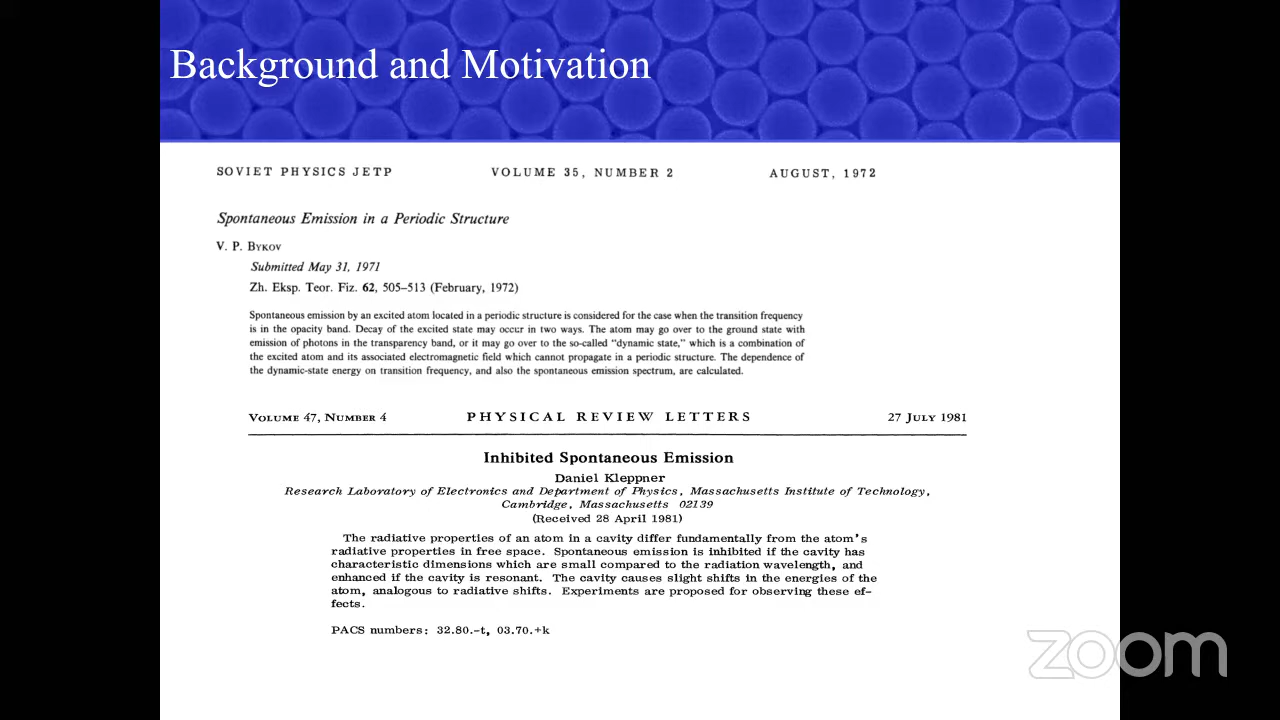 Background and Motivation
SOVIET PHYSICS JETP VOLUME 35, NUMBER 2 AUGUST, 1972
Spontaneous Emission in a Periodic Structure
V. P. BYKOV
Submitted May 31, 1971
Zh. Eksp. Teor. Fiz. 62, 505–513 (February, 1972)
Spontaneous emission by an excited atom located in a periodic structure is considered for the case when the transition frequency
is in the opacity band. Decay of the excited state may occur in two ways. The atom may go over to the ground state with
emission of photons in the transparency band, or it may go over to the so-called "dynamic state," which is a combination of
the excited atom and its associated electromagnetic field which cannot propagate in a periodic structure. The dependence of
the dynamic-state energy on transition frequency, and also the spontaneous emission spectrum, are calculated.
VOLUME 47, NUMBER 4 PHYSICAL REVIEW LETTERS 27 JULY 1981
Inhibited Spontaneous Emission
Daniel Kleppner
Research Laboratory of Electronics and Department of Physics, Massachusetts Institute of Technology,
Cambridge, Massachusetts 02139
(Received 28 April 1981)
The radiative properties of an atom in a cavity differ fundamentally from the atom's
radiative properties in free space. Spontaneous emission is inhibited if the cavity has
characteristic dimensions which are small compared to the radiation wavelength, and
enhanced if the cavity is resonant. The cavity causes slight shifts in the energies of the
atom, analogous to radiative shifts. Experiments are proposed for observing these ef-
fects.
PACS numbers: 32.80.-t, 03.70.+k
zoom